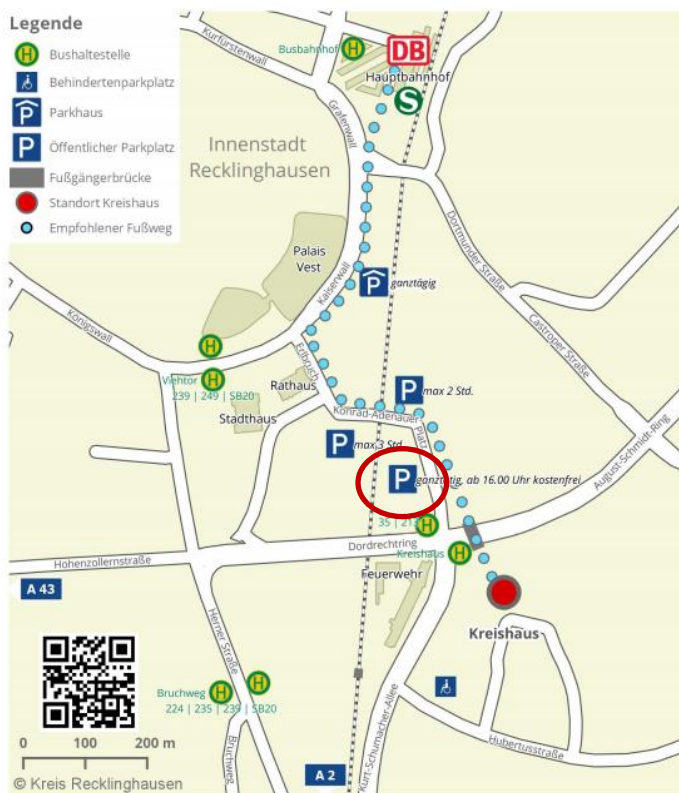 Legende
H Bushaltestelle
Behindertenparkplatz
P Parkhaus
P Öffentlicher Parkplatz
Fußgängerbrücke
Standort Kreishaus
Empfohlener Fußweg
Kurfürstenwall
Busbahnhof H
DB
Hauptbahnhof
S
Grafenwall
Innenstadt
Recklinghausen
Dortmunder Straße
Palais
Vest
Kaiserwall
P ganztägig
Königswall
Castroper Straße
H
Viehtor H
239 | 249 | SB20
Erlbruch
Rathaus
Stadthaus
P max 2 Std.
Konrad-Adenauer
Platz
P max 3 Std.
August-Schmidt-Ring
P ganztätig, ab 16.00 Uhr kostenfrei
35 | 213
H
Dordrechtring
Kreishaus H
Hohenzollernstraße
Feuerwehr
A 43
Kreishaus
Herner Straße
Bruchweg H
H
224 | 235 | 239 | SB20
Bruchweg
Kurt-Schumacher-Allee
Hubertusstraße
0 100 200 m
A 2
© Kreis Recklinghausen